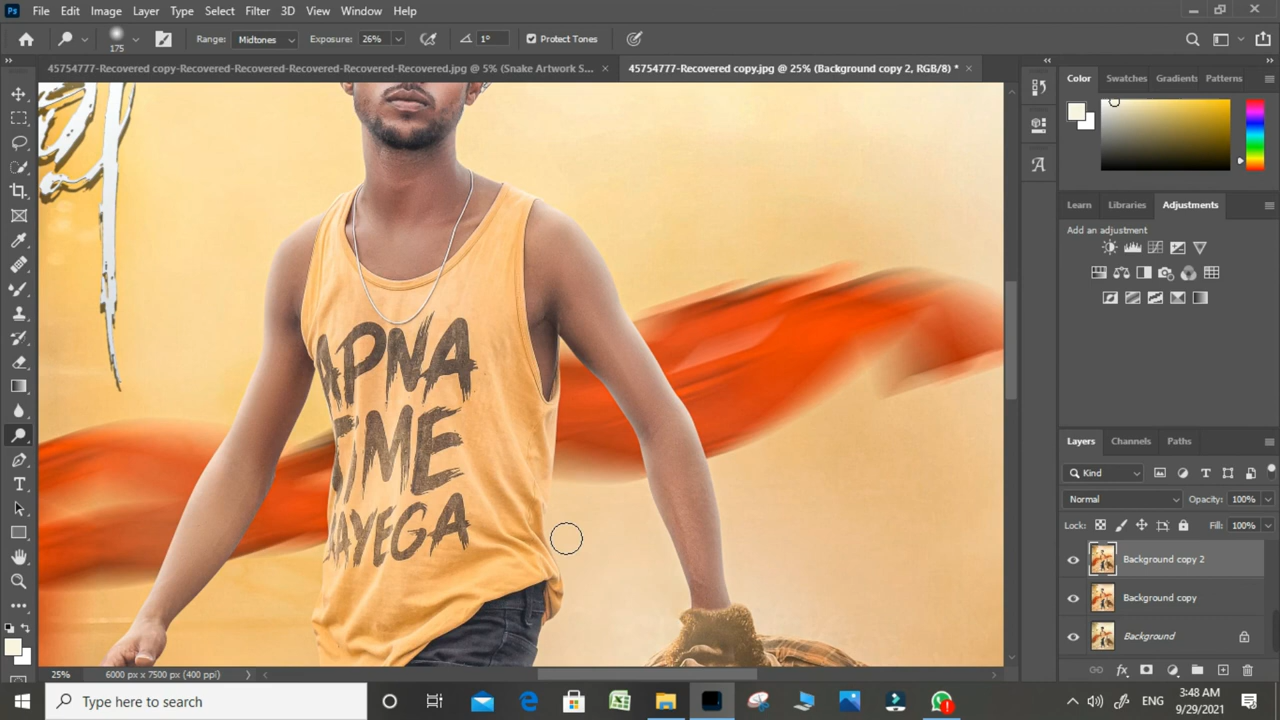 Ps File Edit Image Layer Type Select Filter 3D View Window Help
175 Range: Midtones Exposure: 26% 1° Protect Tones
45754777-Recovered copy-Recovered-Recovered-Recovered-Recovered-Recovered.jpg @ 5% (Snake Artwork S... ×
45754777-Recovered copy.jpg @ 25% (Background copy 2, RGB/8) * ×
Color Swatches Gradients Patterns
Learn Libraries Adjustments
Add an adjustment
APNA
TIME
AAYEGA
Layers Channels Paths
Kind
Normal Opacity: 100%
Lock: Fill: 100%
Background copy 2
Background copy
Background
25% 6000 px x 7500 px (400 ppi)
Type here to search
ENG
3:48 AM
9/29/2021